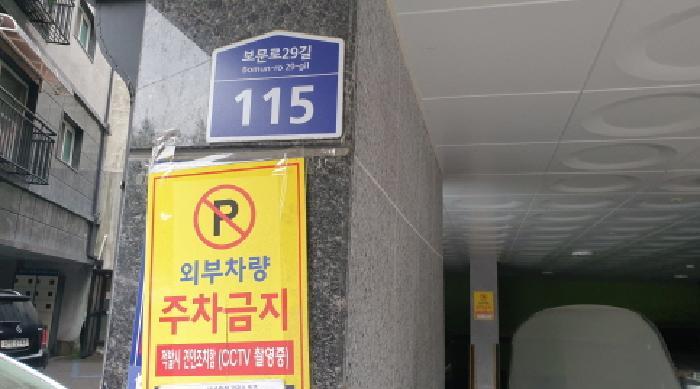 보문로29길
Bomun-ro 29-gil
115
P
외부차량
주차금지
적발시 견인조치함 (CCTV 촬영중)